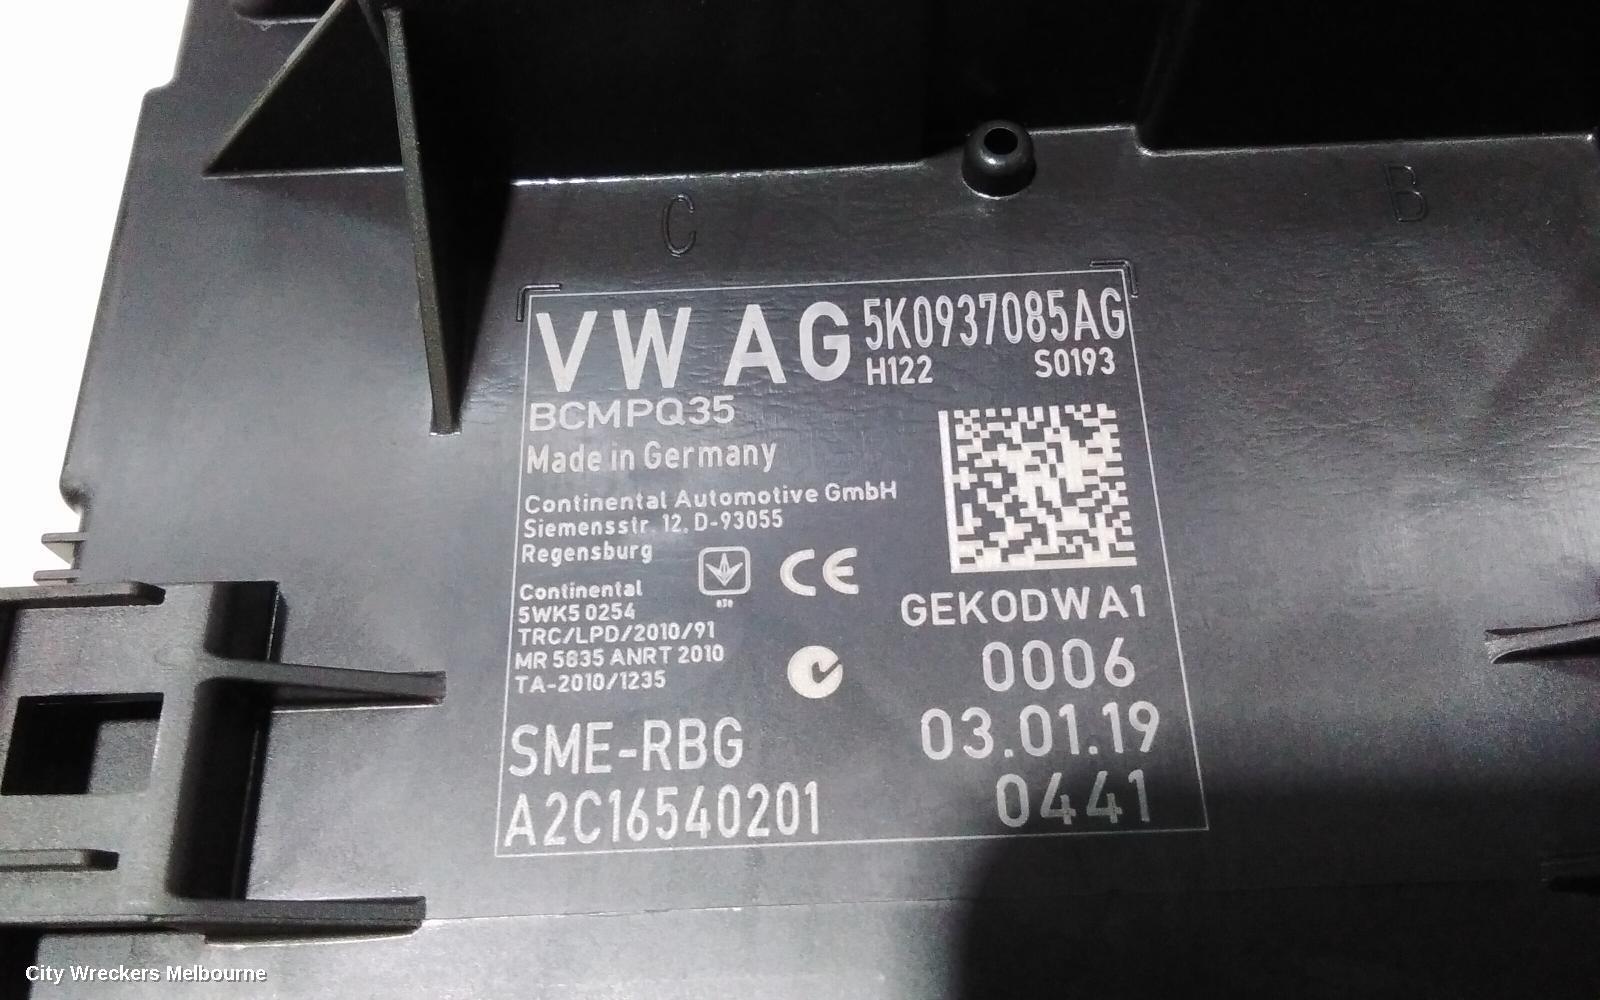 C
B
VW AG 5K0937085AG
H122 S0193
BCMPQ35
Made in Germany
Continental Automotive GmbH
Siemensstr. 12, D-93055
Regensburg
CE
Continental
5WK5 0254
TRC/LPD/2010/91
MR 5835 ANRT 2010
TA-2010/1235
GEK0DWA1
0006
SME-RBG
03.01.19
A2C16540201
0441
City Wreckers Melbourne